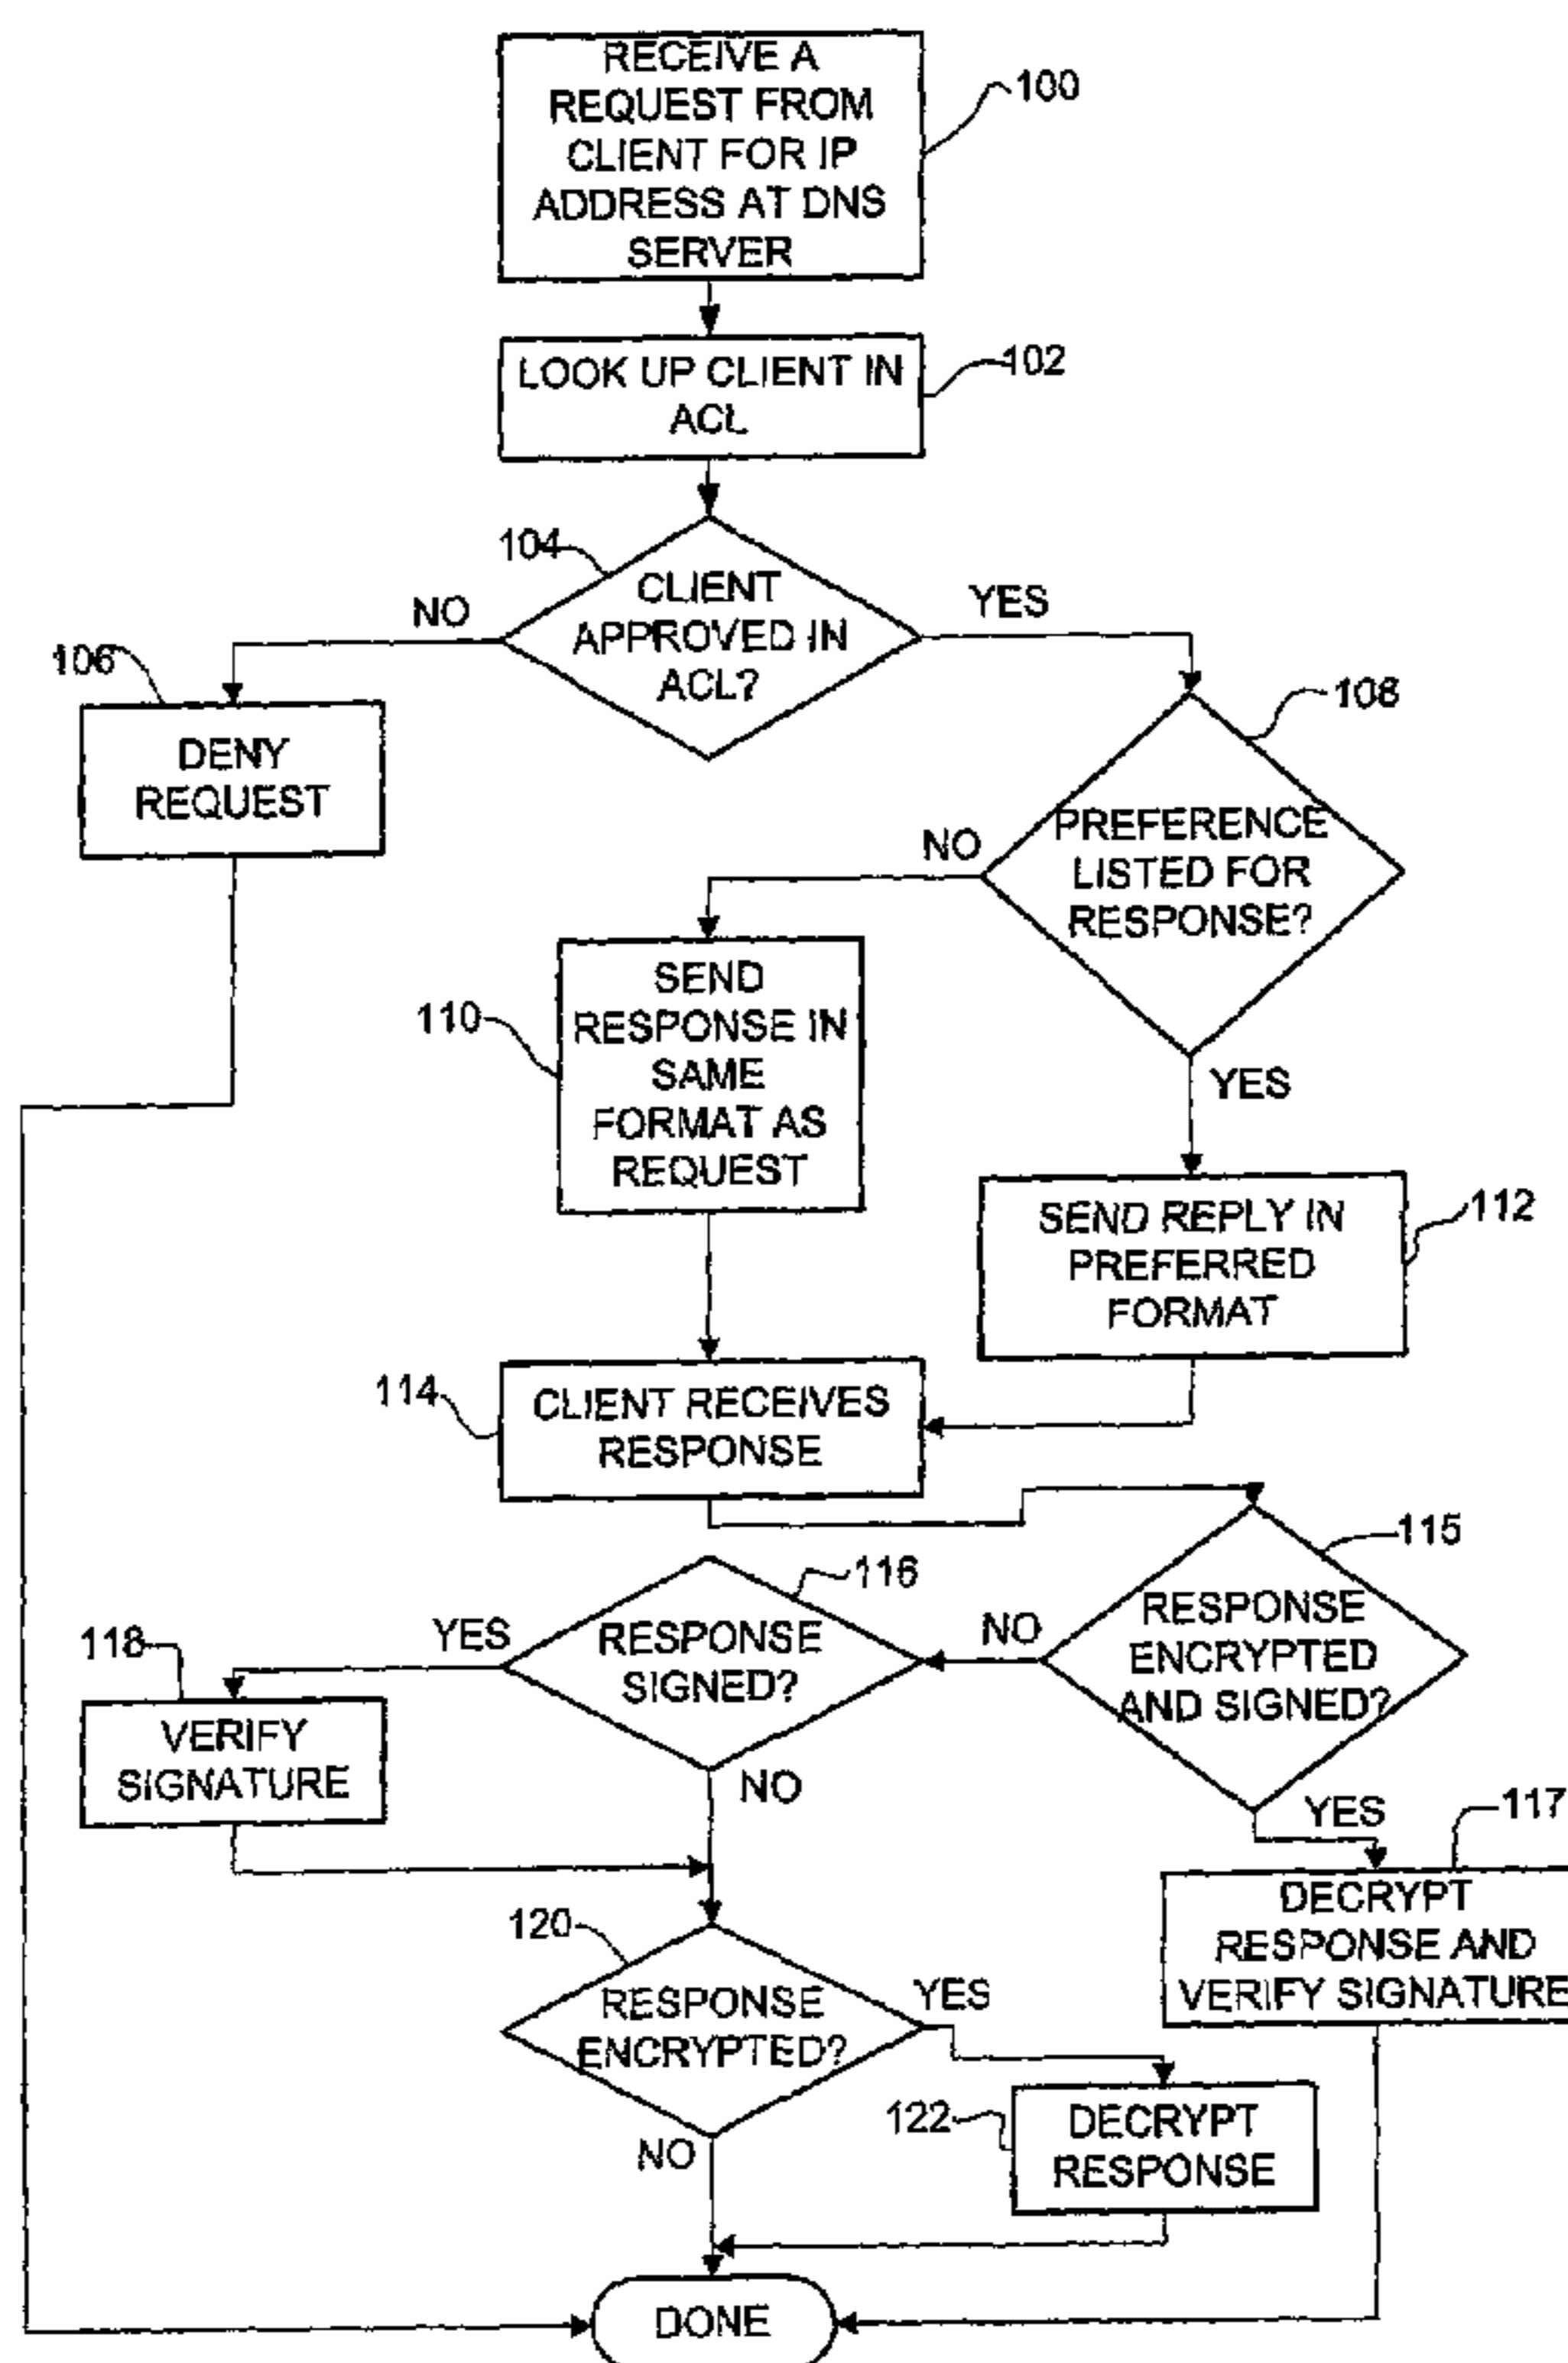 RECEIVE A
REQUEST FROM
CLIENT FOR IP
ADDRESS AT DNS
SERVER
100
LOOK UP CLIENT IN
ACL
102
104
CLIENT
APPROVED IN
ACL?
NO
YES
106
DENY
REQUEST
108
PREFERENCE
LISTED FOR
RESPONSE?
NO
YES
110
SEND
RESPONSE IN
SAME
FORMAT AS
REQUEST
SEND REPLY IN
PREFERRED
FORMAT
112
114
CLIENT RECEIVES
RESPONSE
115
RESPONSE
ENCRYPTED
AND SIGNED?
NO
YES
116
RESPONSE
SIGNED?
YES
NO
118
VERIFY
SIGNATURE
117
DECRYPT
RESPONSE AND
VERIFY SIGNATURE
120
RESPONSE
ENCRYPTED?
YES
NO
122
DECRYPT
RESPONSE
DONE